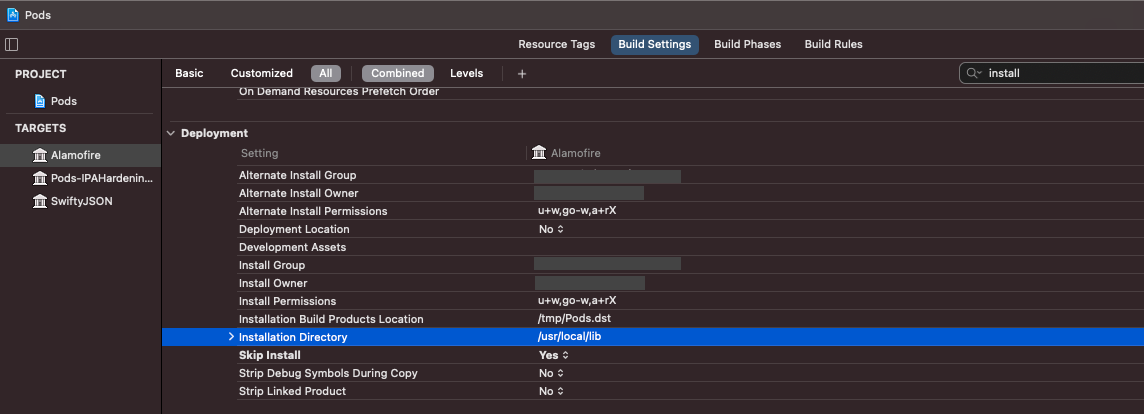 Pods
Resource Tags Build Settings Build Phases Build Rules
PROJECT
Pods
TARGETS
Alamofire
Pods-IPAHardenin...
SwiftyJSON
Basic Customized All Combined Levels + install
On Demand Resources Prefetch Order
Deployment
Setting Alamofire
Alternate Install Group
Alternate Install Owner
Alternate Install Permissions u+w,go-w,a+rX
Deployment Location No
Development Assets
Install Group
Install Owner
Install Permissions u+w,go-w,a+rX
Installation Build Products Location /tmp/Pods.dst
Installation Directory /usr/local/lib
Skip Install Yes
Strip Debug Symbols During Copy No
Strip Linked Product No